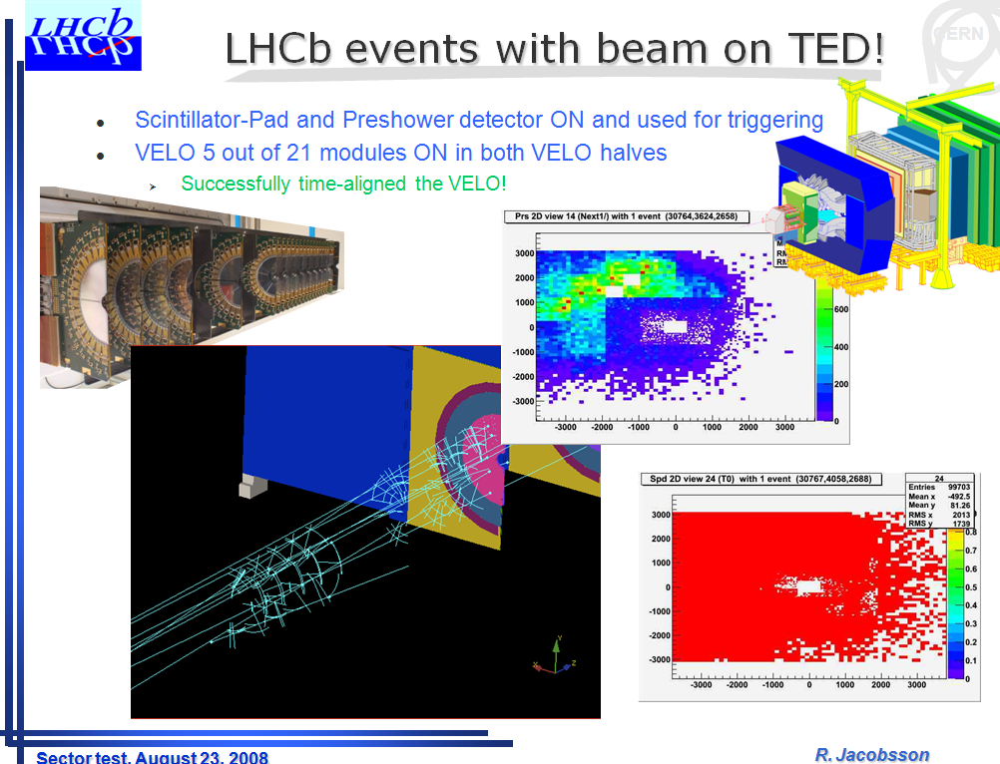 LHCb
LHCb events with beam on TED!
CERN
Scintillator-Pad and Preshower detector ON and used for triggering
VELO 5 out of 21 modules ON in both VELO halves
Successfully time-aligned the VELO!
Prs 2D view 14 (Next1/) with 1 event (30764,3624,2658)
M
RM
RM
3000
2000
1000
0
-1000
-2000
-3000
-3000 -2000 -1000 0 1000 2000 3000
600
400
200
0
Y
X
Z
Spd 2D view 24 (T0) with 1 event (30767,4058,2688)
24
Entries 99703
Mean x -492.5
Mean y 81.26
RMS x 2013
RMS y 1739
3000
2000
1000
0
-1000
-2000
-3000
-3000 -2000 -1000 0 1000 2000 3000
0.8
0.7
0.6
0.5
0.4
0.3
0.2
0.1
0
Sector test, August 23, 2008
R. Jacobsson